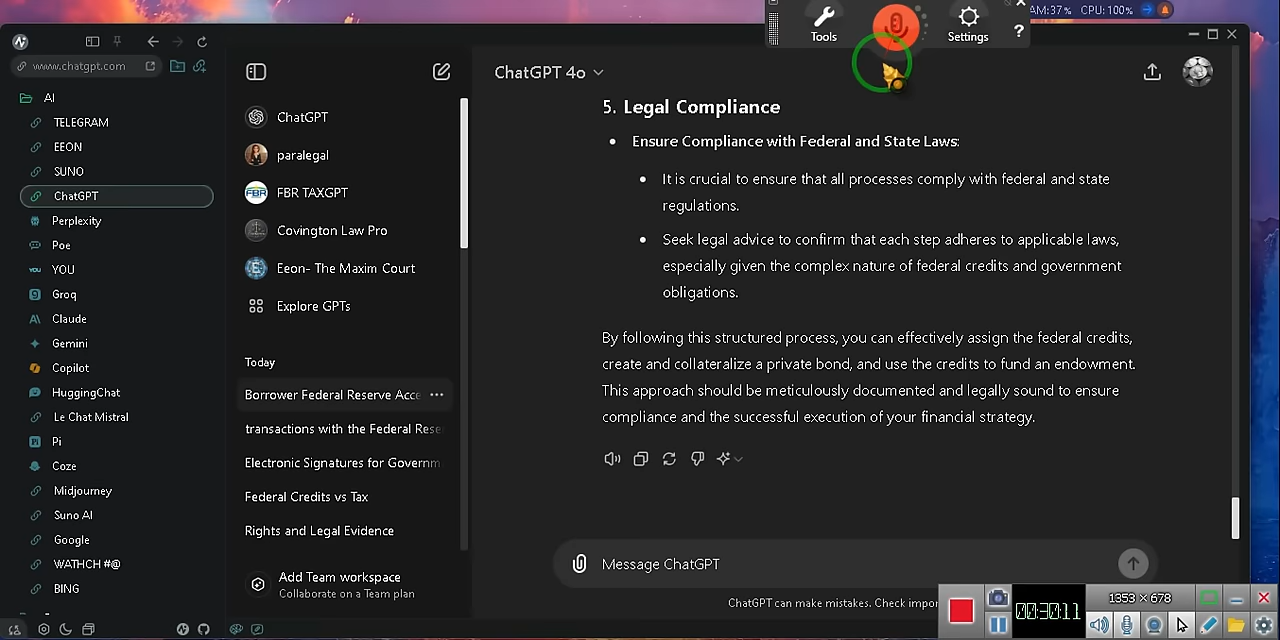 AM:37% CPU: 100%
Tools
Settings
?
www.chatgpt.com
AI
TELEGRAM
EEON
SUNO
ChatGPT
Perplexity
Poe
YOU
Groq
Claude
Gemini
Copilot
HuggingChat
Le Chat Mistral
Pi
Coze
Midjourney
Suno AI
Google
WATHCH #@
BING
ChatGPT
paralegal
FBR TAXGPT
Covington Law Pro
Eeon- The Maxim Court
Explore GPTs
Today
Borrower Federal Reserve Acce
transactions with the Federal Rese
Electronic Signatures for Governm
Federal Credits vs Tax
Rights and Legal Evidence
Add Team workspace
Collaborate on a Team plan
ChatGPT 4o
5. Legal Compliance
• Ensure Compliance with Federal and State Laws:
• It is crucial to ensure that all processes comply with federal and state
regulations.
• Seek legal advice to confirm that each step adheres to applicable laws,
especially given the complex nature of federal credits and government
obligations.
By following this structured process, you can effectively assign the federal credits,
create and collateralize a private bond, and use the credits to fund an endowment.
This approach should be meticulously documented and legally sound to ensure
compliance and the successful execution of your financial strategy.
Message ChatGPT
ChatGPT can make mistakes. Check impor
00:30:11
1353 × 678